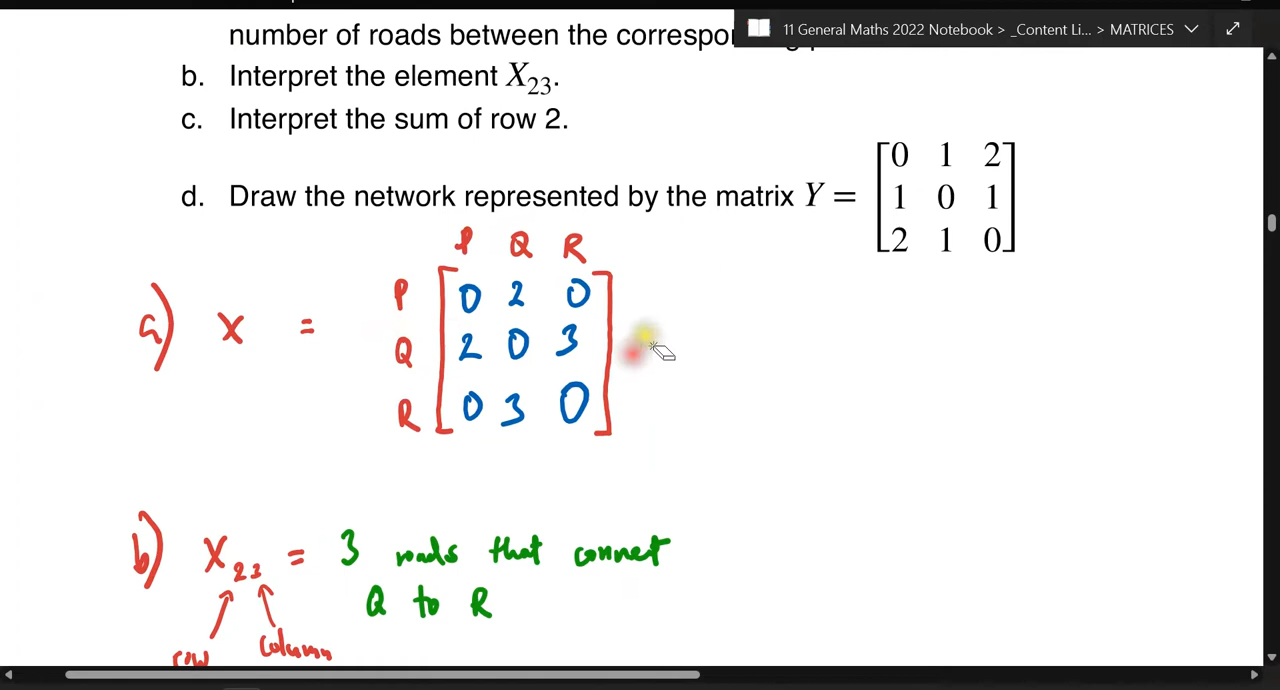 number of roads between the correspo
11 General Maths 2022 Notebook > _Content Li... > MATRICES
b. Interpret the element X₂₃.
c. Interpret the sum of row 2.
d. Draw the network represented by the matrix Y =
0 1 2
1 0 1
2 1 0
P Q R
a) X =
P 0 2 0
Q 2 0 3
R 0 3 0
b) X₂₃ = 3 roads that connect
Q to R
row column